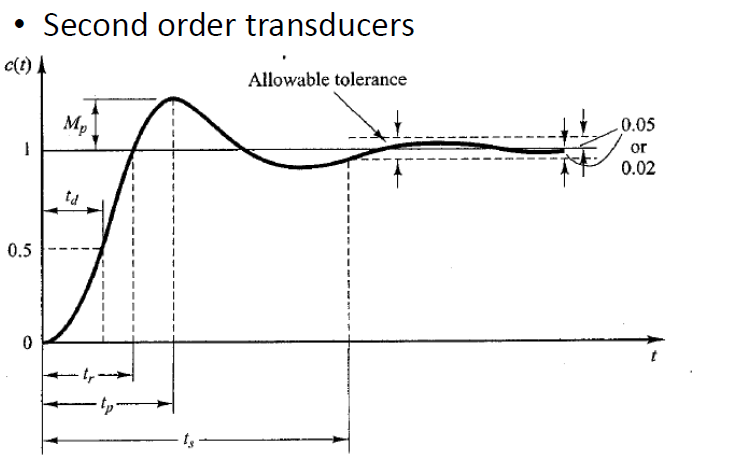 • Second order transducers
c(t)
Allowable tolerance
M_p
0.05
or
0.02
1
t_d
0.5
0
t
t_r
t_p
t_s